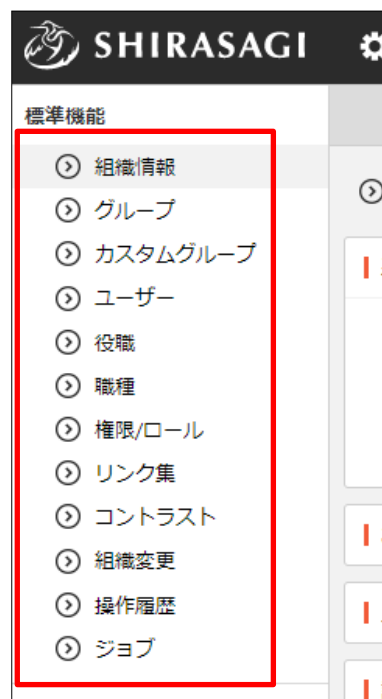 SHIRASAGI
標準機能
組織情報
グループ
カスタムグループ
ユーザー
役職
職種
権限/ロール
リンク集
コントラスト
組織変更
操作履歴
ジョブ